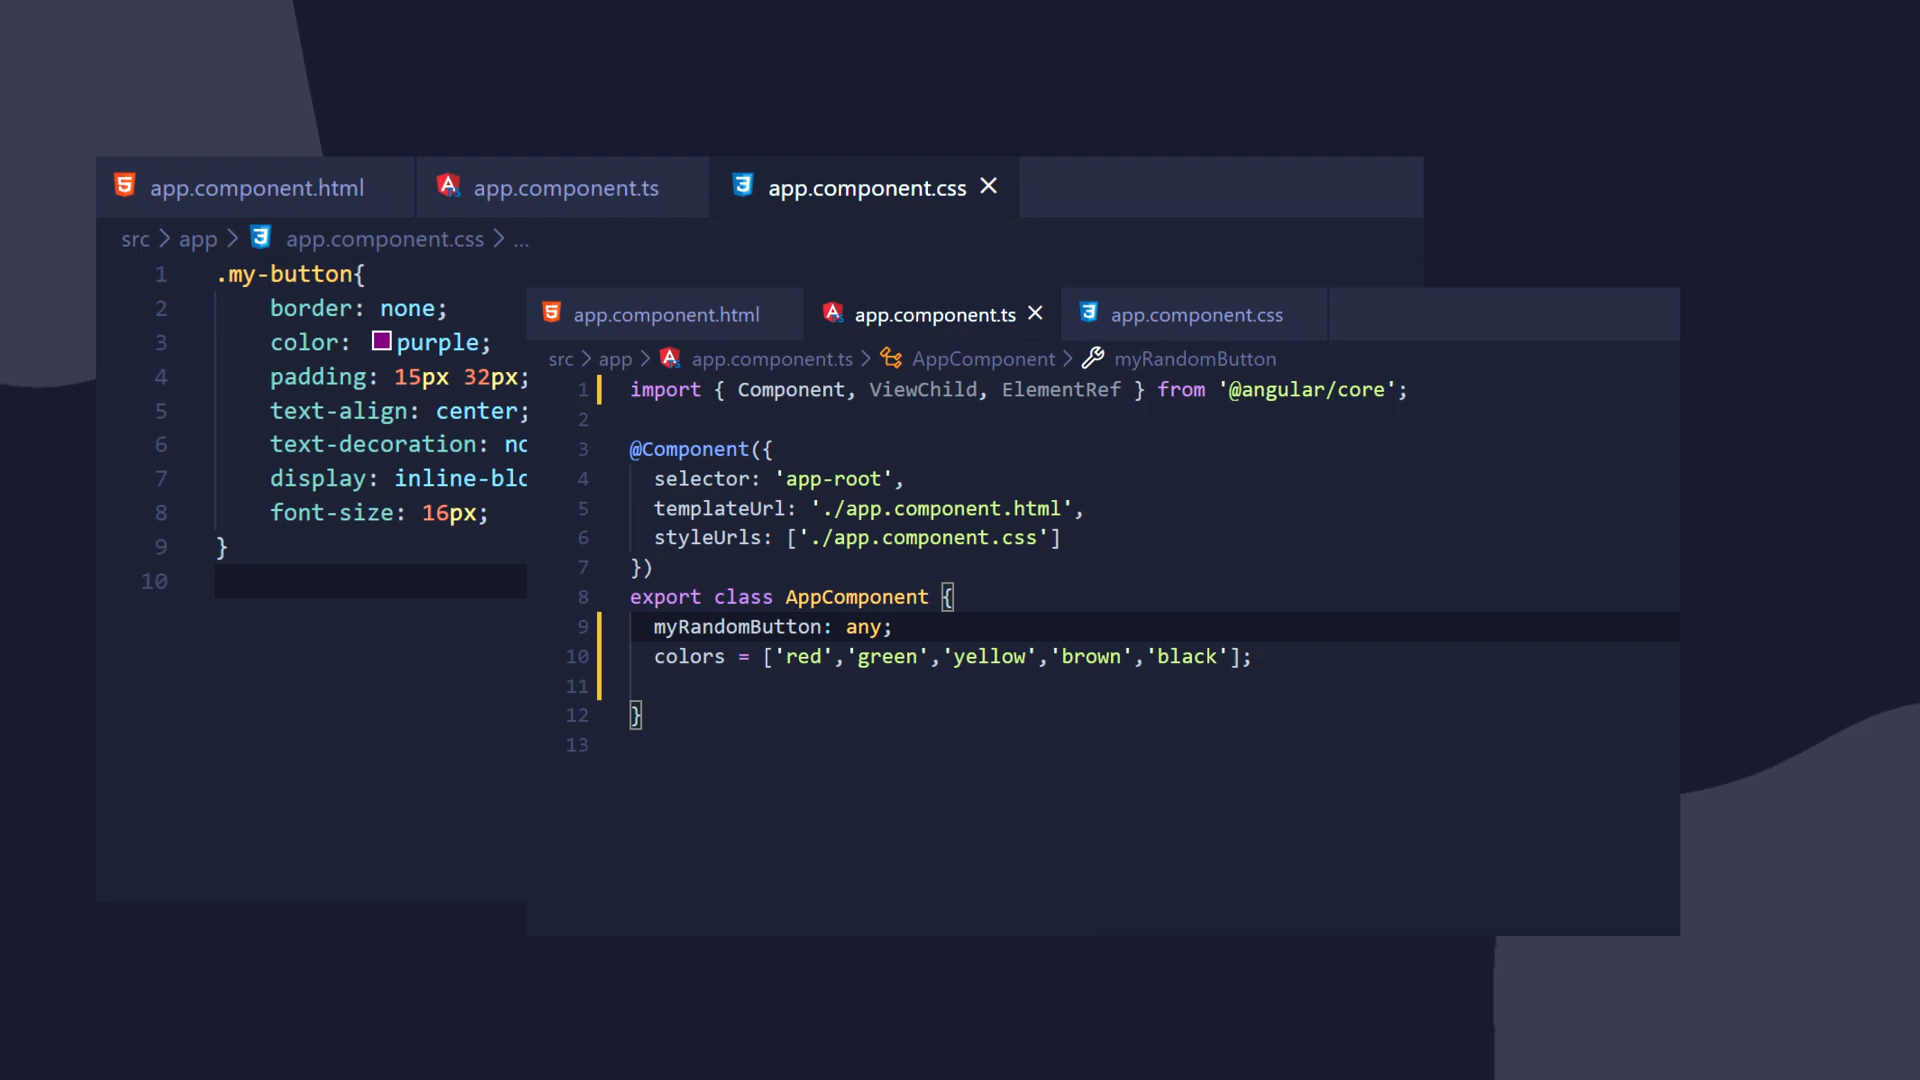 app.component.html app.component.ts app.component.css
src app app.component.css ...
1 .my-button{
2 border: none;
3 color: purple;
4 padding: 15px 32px;
5 text-align: center;
6 text-decoration: no
7 display: inline-blo
8 font-size: 16px;
9 }
10
app.component.html app.component.ts app.component.css
src app app.component.ts AppComponent myRandomButton
1 import { Component, ViewChild, ElementRef } from '@angular/core';
2
3 @Component({
4 selector: 'app-root',
5 templateUrl: './app.component.html',
6 styleUrls: ['./app.component.css']
7 })
8 export class AppComponent {
9 myRandomButton: any;
10 colors = ['red','green','yellow','brown','black'];
11
12 }
13